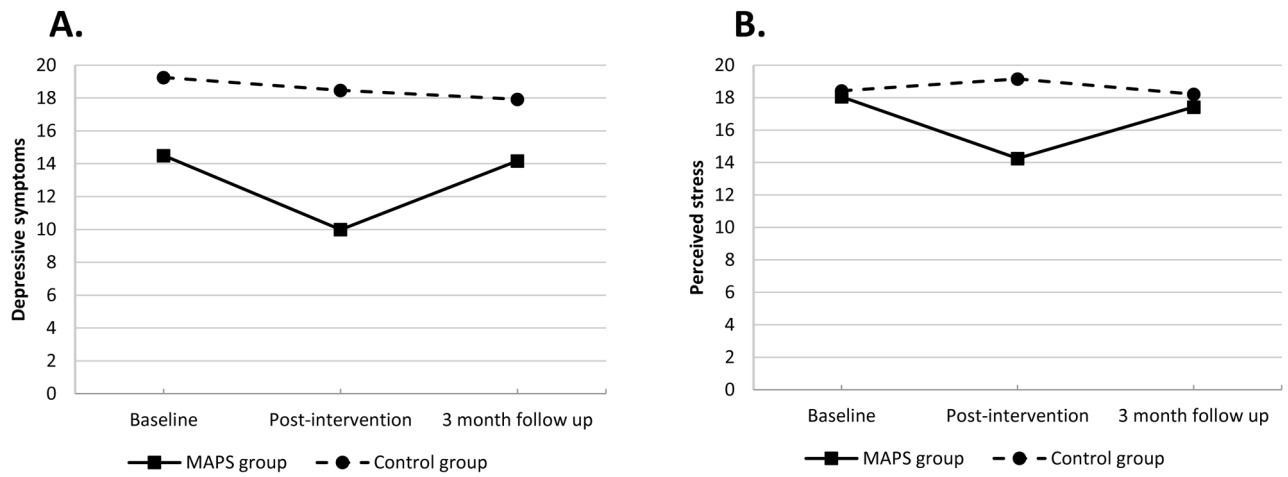 A.
Depressive symptoms
20
18
16
14
12
10
8
6
4
2
0
Baseline
Post-intervention
3 month follow up
MAPS group
Control group
B.
Perceived stress
20
18
16
14
12
10
8
6
4
2
0
Baseline
Post-intervention
3 month follow up
MAPS group
Control group